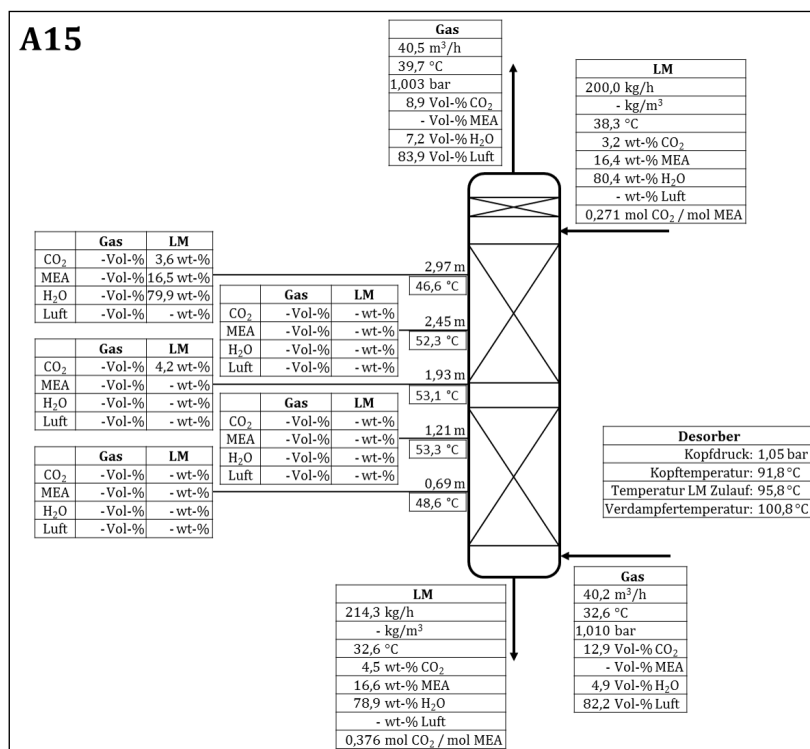 A15
Gas
40,5 m³/h
39,7 °C
1,003 bar
8,9 Vol-% CO₂
- Vol-% MEA
7,2 Vol-% H₂O
83,9 Vol-% Luft
LM
200,0 kg/h
- kg/m³
38,3 °C
3,2 wt-% CO₂
16,4 wt-% MEA
80,4 wt-% H₂O
- wt-% Luft
0,271 mol CO₂ / mol MEA
Gas LM
CO₂ -Vol-% 3,6 wt-%
MEA -Vol-% 16,5 wt-%
H₂O -Vol-% 79,9 wt-%
Luft -Vol-% - wt-%
2,97 m
46,6 °C
Gas LM
CO₂ -Vol-% - wt-%
MEA -Vol-% - wt-%
H₂O -Vol-% - wt-%
Luft -Vol-% - wt-%
2,45 m
52,3 °C
Gas LM
CO₂ -Vol-% 4,2 wt-%
MEA -Vol-% - wt-%
H₂O -Vol-% - wt-%
Luft -Vol-% - wt-%
1,93 m
53,1 °C
Gas LM
CO₂ -Vol-% - wt-%
MEA -Vol-% - wt-%
H₂O -Vol-% - wt-%
Luft -Vol-% - wt-%
1,21 m
53,3 °C
Gas LM
CO₂ -Vol-% - wt-%
MEA -Vol-% - wt-%
H₂O -Vol-% - wt-%
Luft -Vol-% - wt-%
0,69 m
48,6 °C
Desorber
Kopfdruck: 1,05 bar
Kopftemperatur: 91,8 °C
Temperatur LM Zulauf: 95,8 °C
Verdampfertemperatur: 100,8 °C
LM
214,3 kg/h
- kg/m³
32,6 °C
4,5 wt-% CO₂
16,6 wt-% MEA
78,9 wt-% H₂O
- wt-% Luft
0,376 mol CO₂ / mol MEA
Gas
40,2 m³/h
32,6 °C
1,010 bar
12,9 Vol-% CO₂
- Vol-% MEA
4,9 Vol-% H₂O
82,2 Vol-% Luft